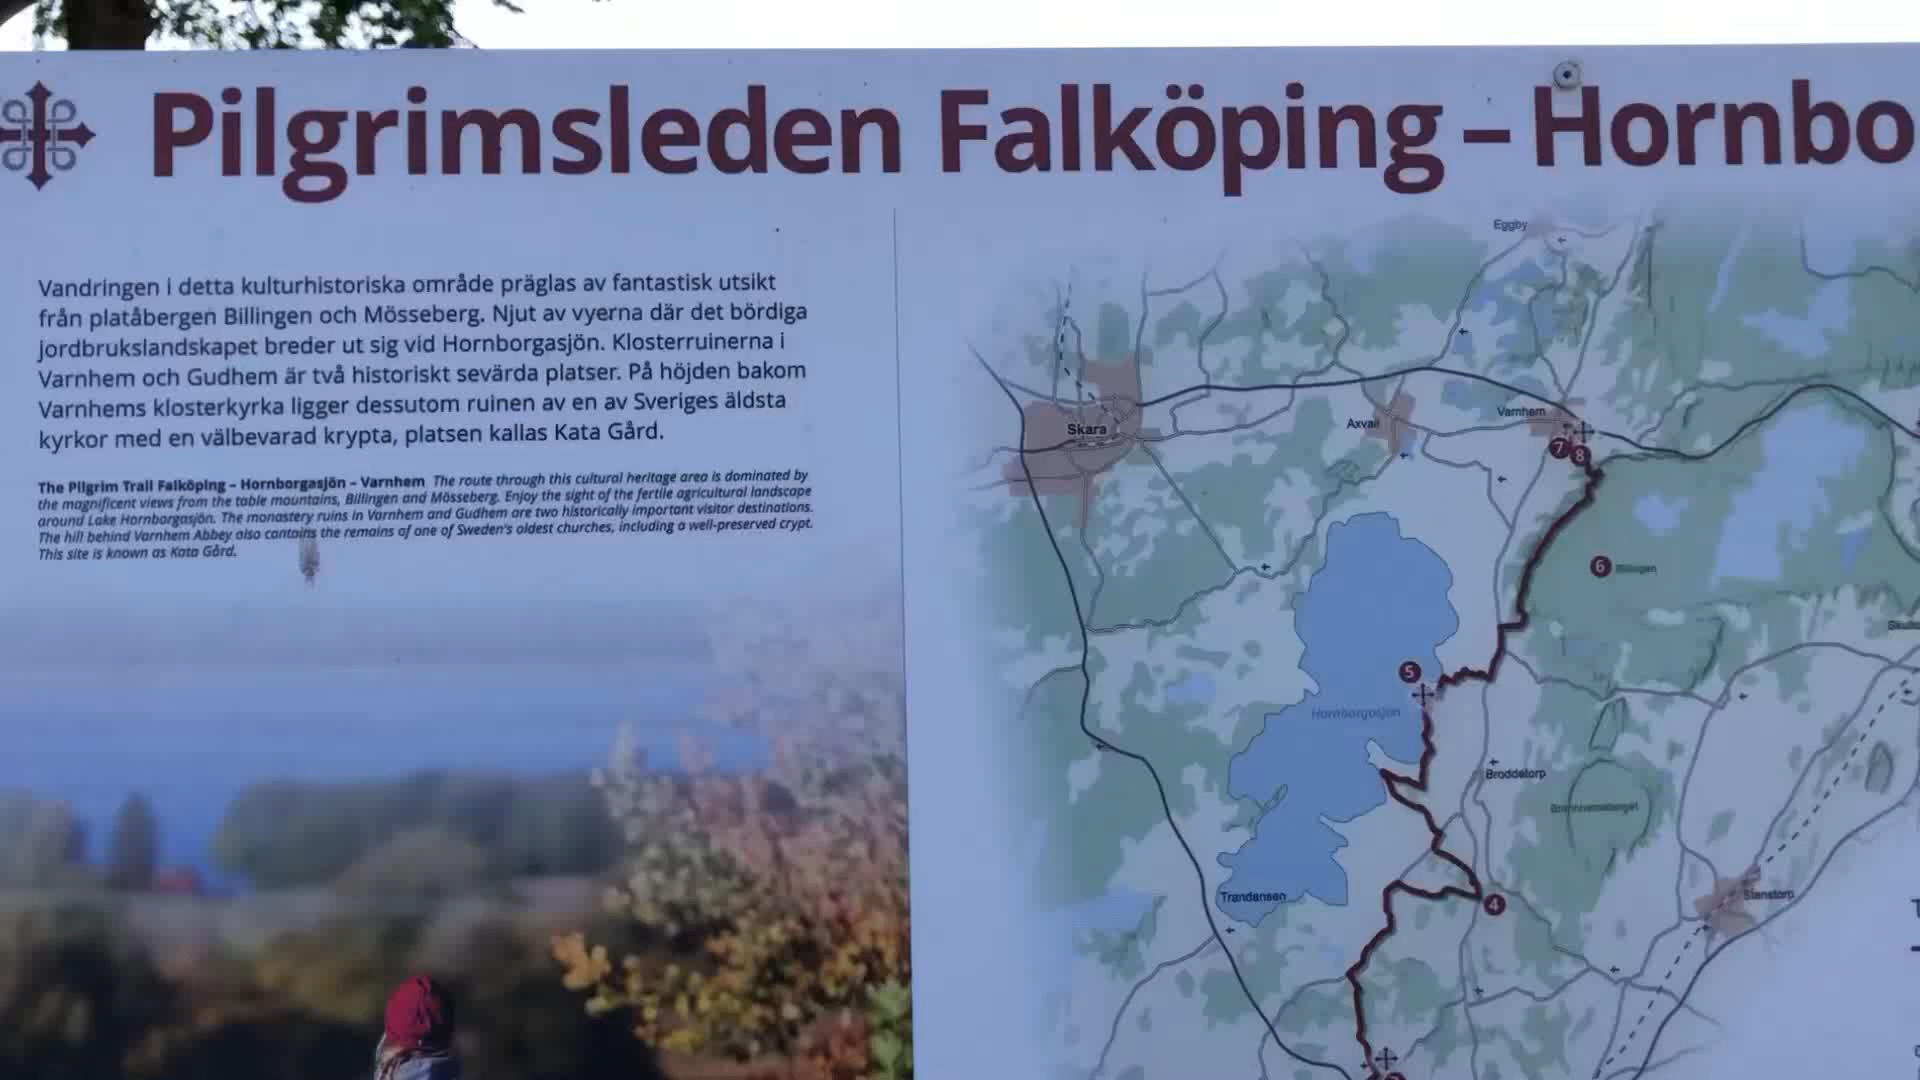 Pilgrimsleden Falköping – Hornbo
Vandringen i detta kulturhistoriska område präglas av fantastisk utsikt
från platåbergen Billingen och Mösseberg. Njut av vyerna där det bördiga
jordbrukslandskapet breder ut sig vid Hornborgasjön. Klosterruinerna i
Varnhem och Gudhem är två historiskt sevärda platser. På höjden bakom
Varnhems klosterkyrka ligger dessutom ruinen av en av Sveriges äldsta
kyrkor med en välbevarad krypta, platsen kallas Kata Gård.
The Pilgrim Trail Falköping – Hornborgasjön – Varnhem The route through this cultural heritage area is dominated by
the magnificent views from the table mountains, Billingen and Mösseberg. Enjoy the sight of the fertile agricultural landscape
around Lake Hornborgasjön. The monastery ruins in Varnhem and Gudhem are two historically important visitor destinations.
The hill behind Varnhem Abbey also contains the remains of one of Sweden's oldest churches, including a well-preserved crypt.
This site is known as Kata Gård.
Eggby
Varnhem
Axvall
Skara
7
8
6
Billingen
5
Hornborgasjön
Broddetorp
Trandansen
Stenstorp
4